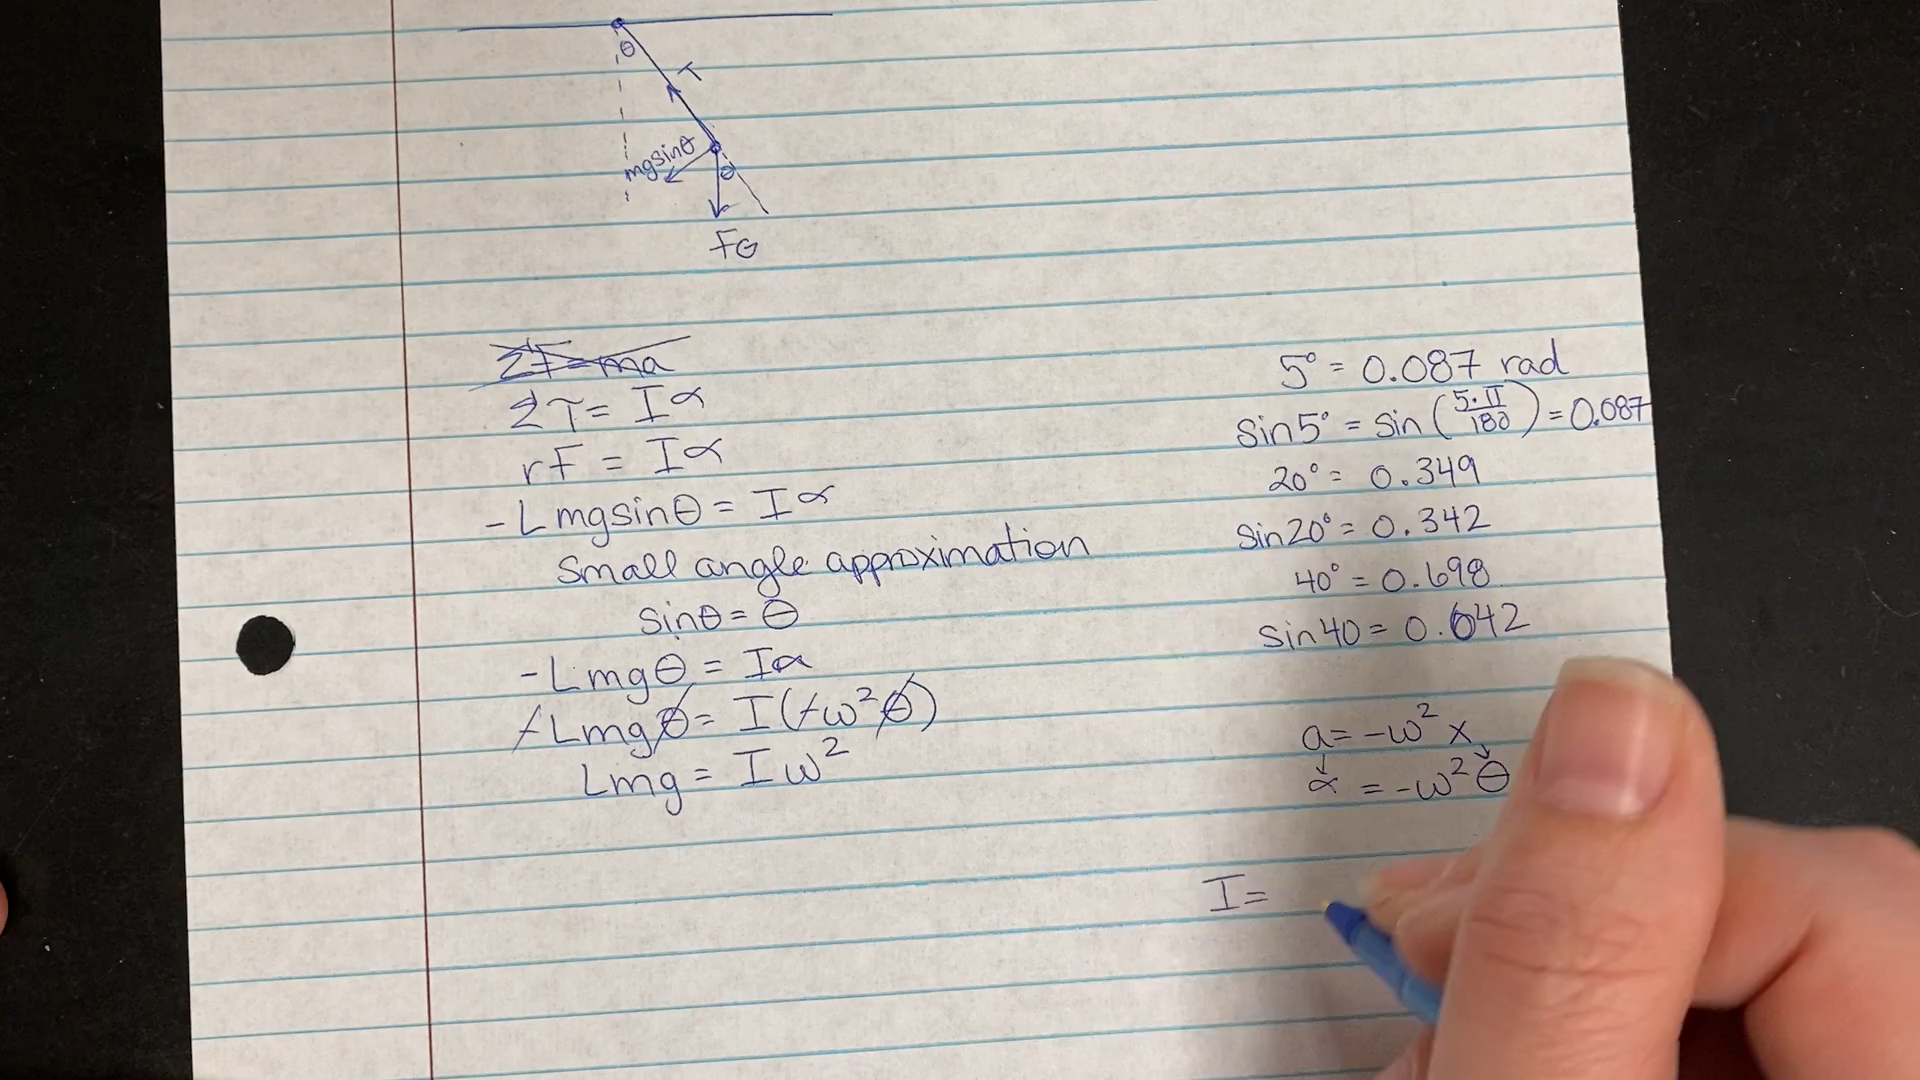 θ
T
mgsinθ
θ
FG
ΣF=ma
Στ= Iα
rF = Iα
-Lmgsinθ = Iα
Small angle approximation
sinθ = θ
-Lmgθ = Iα
-Lmgθ = I(-ω²θ)
Lmg = Iω²
5° = 0.087 rad
sin5° = sin (5·π/180) = 0.087
20° = 0.349
sin20° = 0.342
40° = 0.698
sin40 = 0.642
a = -ω²x
↓ ↓
α = -ω²θ
I =